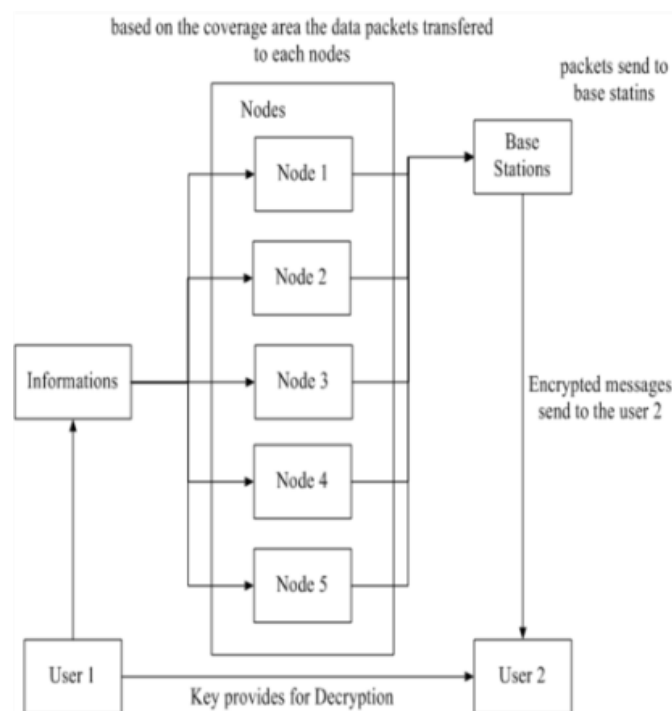 based on the coverage area the data packets transfered
to each nodes
packets send to
base statins
Nodes
Base
Stations
Node 1
Node 2
Informations
Node 3
Encrypted messages
send to the user 2
Node 4
Node 5
User 1
User 2
Key provides for Decryption